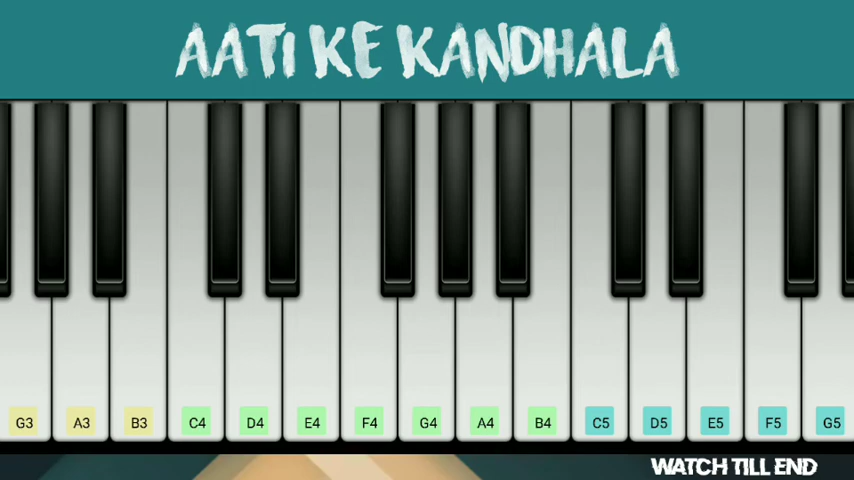 AATI KE KANDHALA
G3 A3 B3 C4 D4 E4 F4 G4 A4 B4 C5 D5 E5 F5 G5
WATCH TILL END